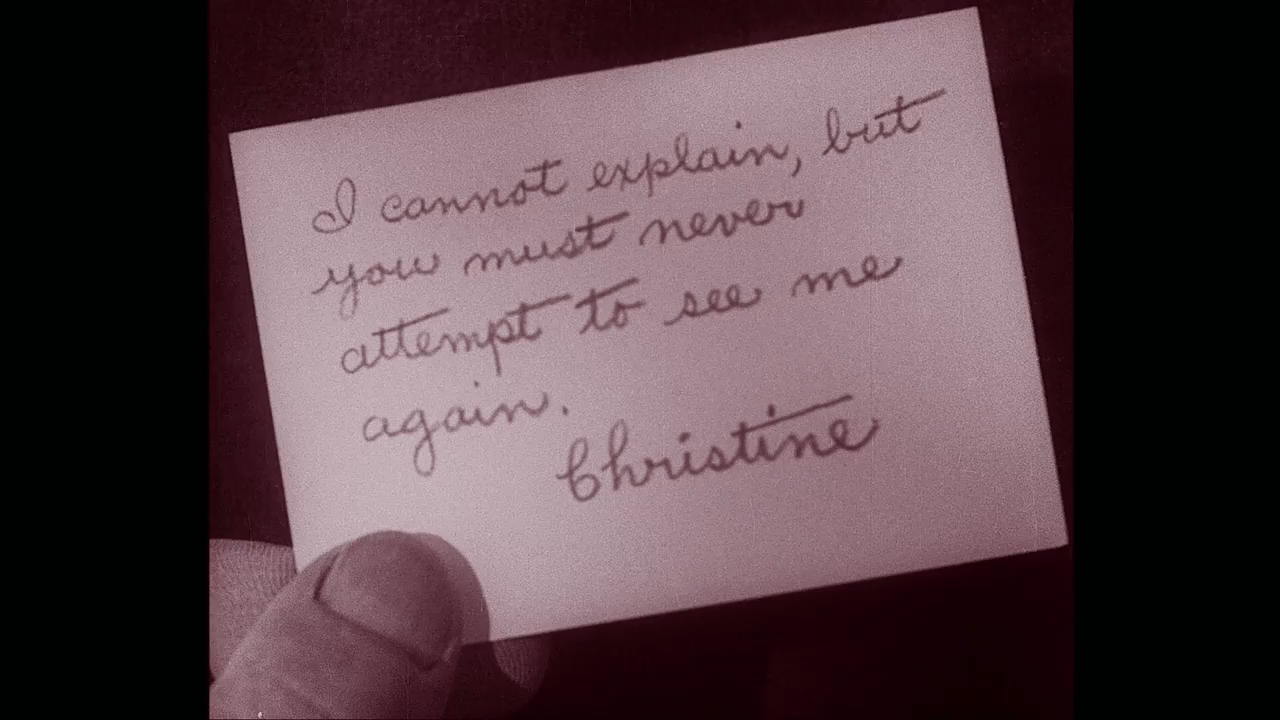 I cannot explain, but
you must never
attempt to see me
again.
Christine